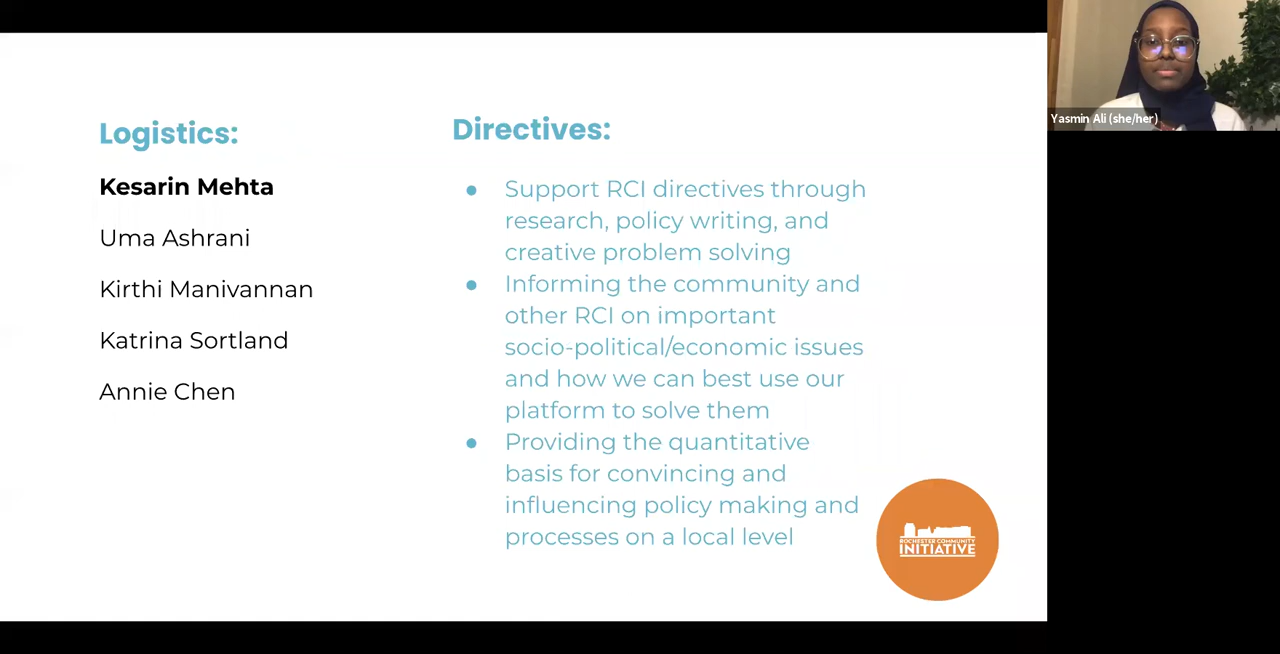 Logistics:
Kesarin Mehta
Uma Ashrani
Kirthi Manivannan
Katrina Sortland
Annie Chen
Directives:
● Support RCI directives through
research, policy writing, and
creative problem solving
● Informing the community and
other RCI on important
socio-political/economic issues
and how we can best use our
platform to solve them
● Providing the quantitative
basis for convincing and
influencing policy making and
processes on a local level
ROCHESTER COMMUNITY
INITIATIVE
Yasmin Ali (she/her)